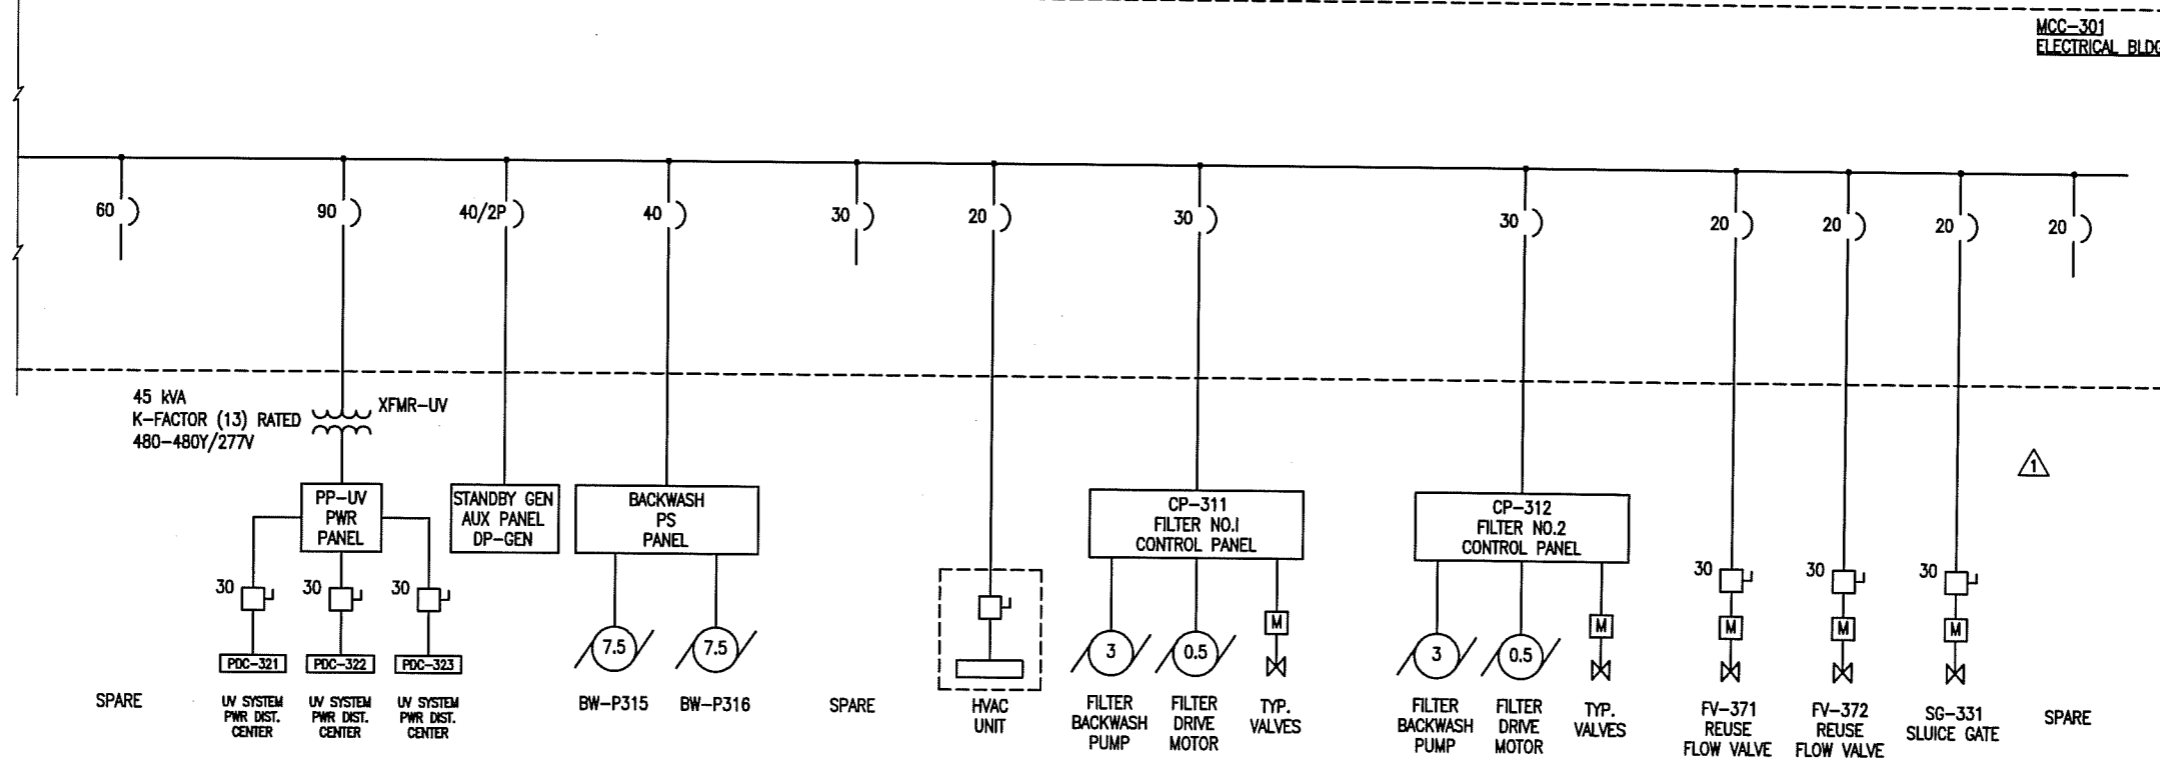 MCC-301
ELECTRICAL BLDG
60
90
40/2P
40
30
20
30
30
20
20
20
20
45 kVA
K-FACTOR (13) RATED
480-480Y/277V
XFMR-UV
1
PP-UV
PWR
PANEL
STANDBY GEN
AUX PANEL
DP-GEN
BACKWASH
PS
PANEL
CP-311
FILTER NO.1
CONTROL PANEL
CP-312
FILTER NO.2
CONTROL PANEL
30
30
30
30
30
30
PDC-321
PDC-322
PDC-323
7.5
7.5
3
0.5
M
3
0.5
M
M
M
M
SPARE
UV SYSTEM
PWR DIST.
CENTER
UV SYSTEM
PWR DIST.
CENTER
UV SYSTEM
PWR DIST.
CENTER
BW-P315
BW-P316
SPARE
HVAC
UNIT
FILTER
BACKWASH
PUMP
FILTER
DRIVE
MOTOR
TYP.
VALVES
FILTER
BACKWASH
PUMP
FILTER
DRIVE
MOTOR
TYP.
VALVES
FV-371
REUSE
FLOW VALVE
FV-372
REUSE
FLOW VALVE
SG-331
SLUICE GATE
SPARE